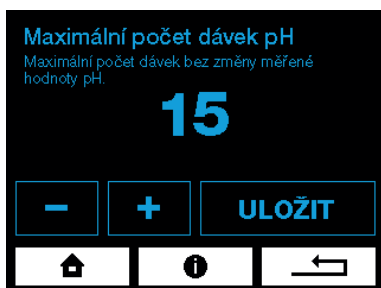 Maximální počet dávek pH
Maximální počet dávek bez změny měřené
hodnoty pH.
15
− + ULOŽIT